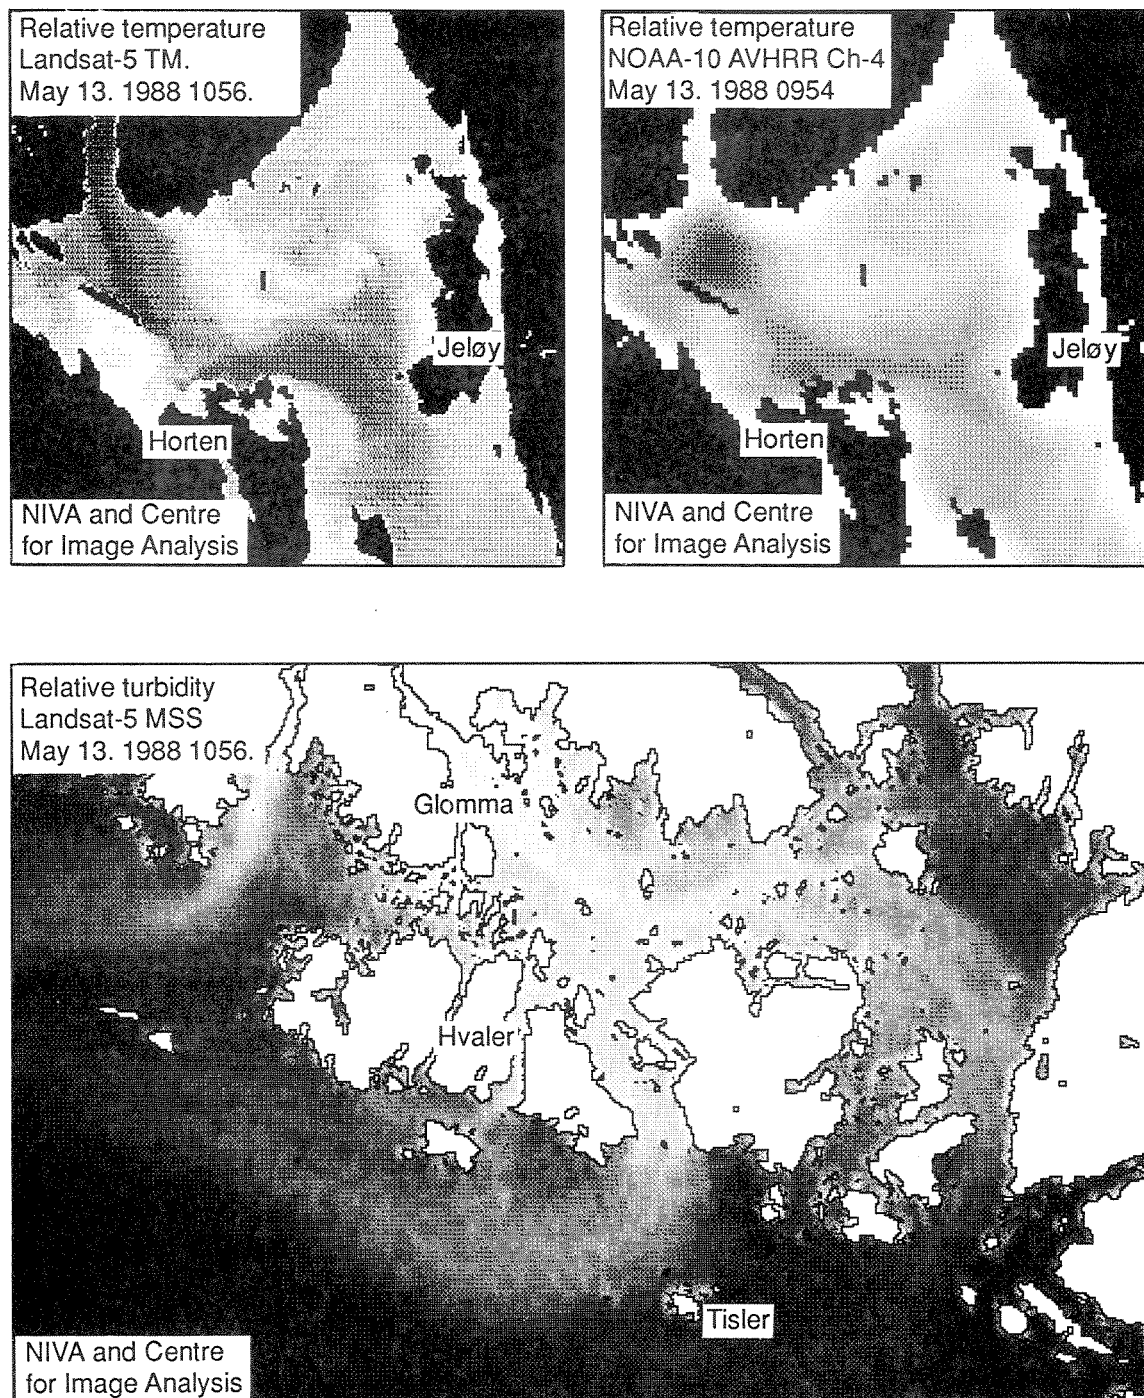 Relative temperature
Landsat-5 TM.
May 13. 1988 1056.
Jeløy
Horten
NIVA and Centre
for Image Analysis
Relative temperature
NOAA-10 AVHRR Ch-4
May 13. 1988 0954
Jeløy
Horten
NIVA and Centre
for Image Analysis
Relative turbidity
Landsat-5 MSS
May 13. 1988 1056.
Glomma
Hvaler
Tisler
NIVA and Centre
for Image Analysis